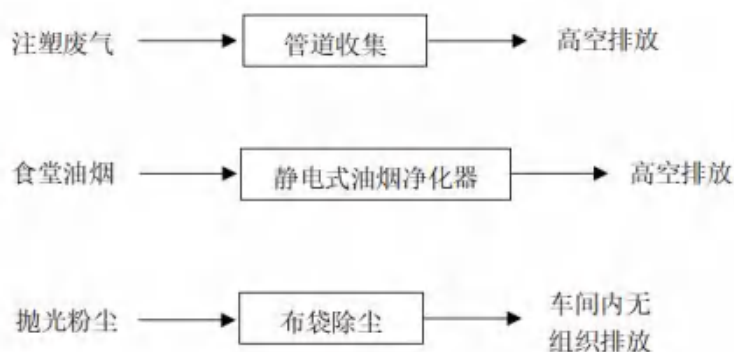 注塑废气
管道收集
高空排放
食堂油烟
静电式油烟净化器
高空排放
抛光粉尘
布袋除尘
车间内无
组织排放